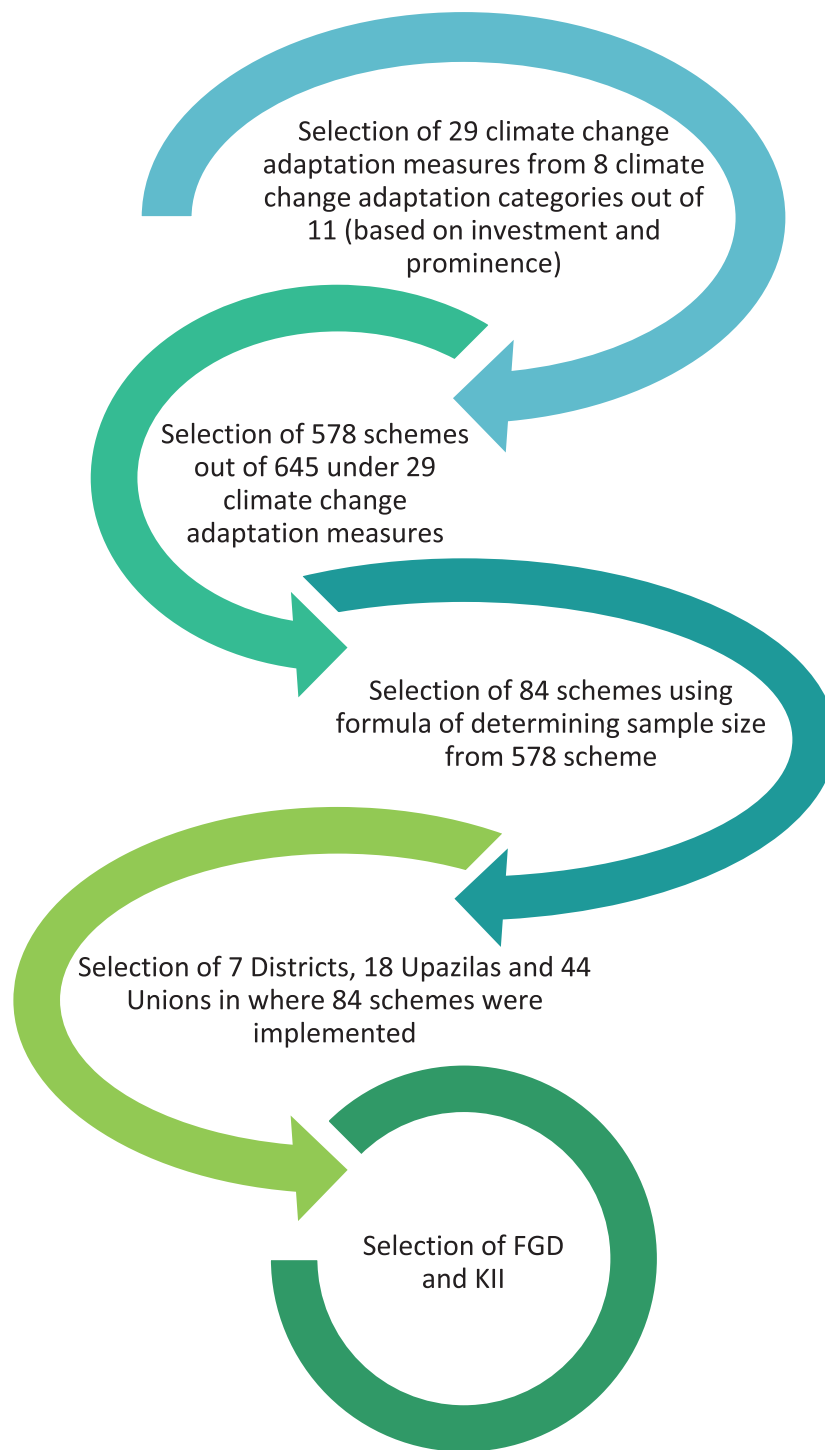 Selection of 29 climate change
adaptation measures from 8 climate
change adaptation categories out of
11 (based on investment and
prominence)
Selection of 578 schemes
out of 645 under 29
climate change
adaptation measures
Selection of 84 schemes using
formula of determining sample size
from 578 scheme
Selection of 7 Districts, 18 Upazilas and 44
Unions in where 84 schemes were
implemented
Selection of FGD
and KII